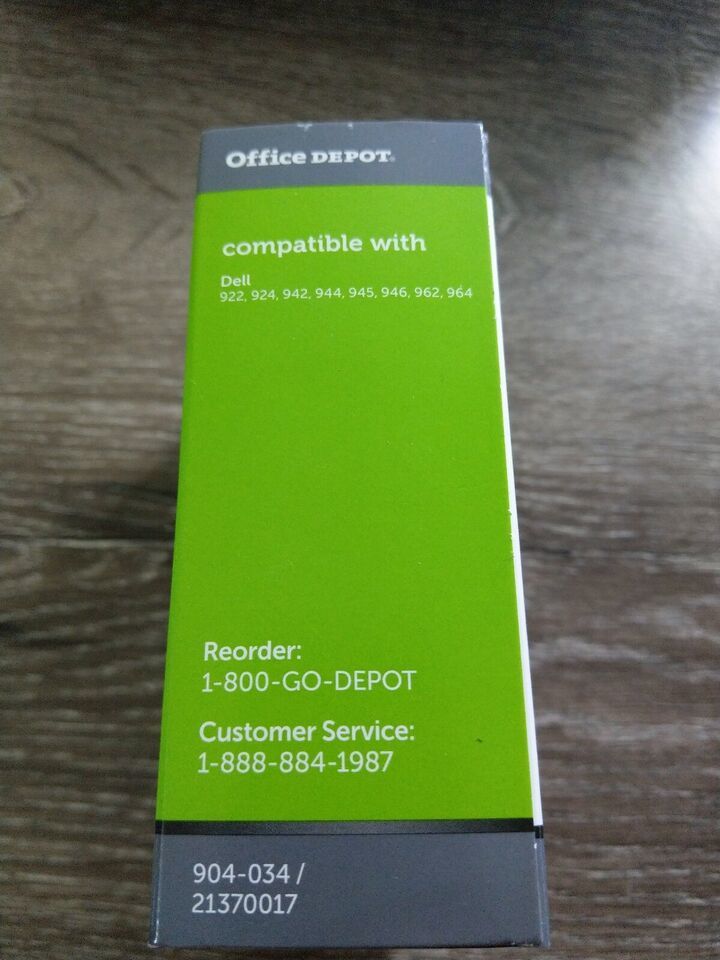 Office DEPOT®
compatible with
Dell
922, 924, 942, 944, 945, 946, 962, 964
Reorder:
1-800-GO-DEPOT
Customer Service:
1-888-884-1987
904-034 /
21370017